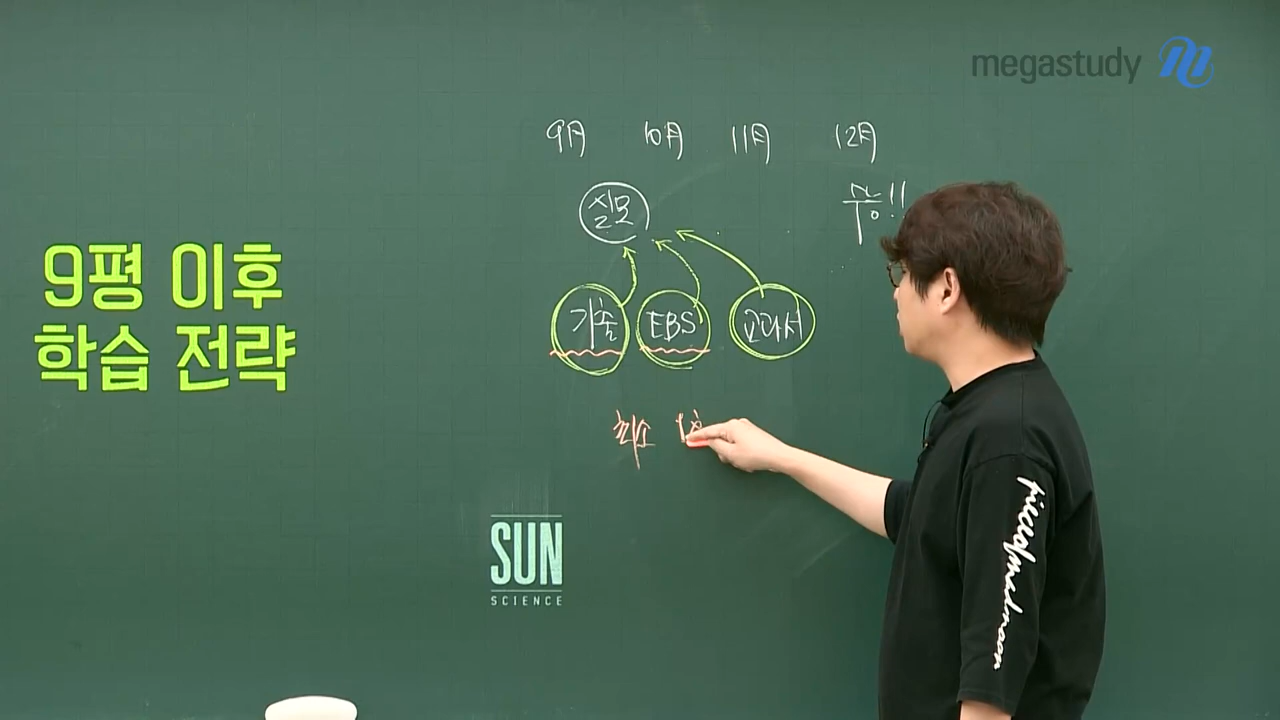 megastudy
9月 10月 11月 12月
실모
수능!!
9평 이후
학습 전략
기출 EBS 교과서
최소
SUN
SCIENCE